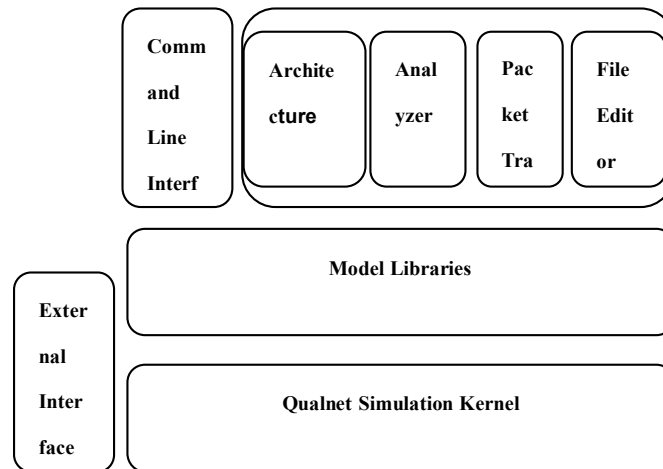 Comm
and
Line
Interf
Archite
cture
Anal
yzer
Pac
ket
Tra
File
Edit
or
Model Libraries
Exter
nal
Inter
face
Qualnet Simulation Kernel